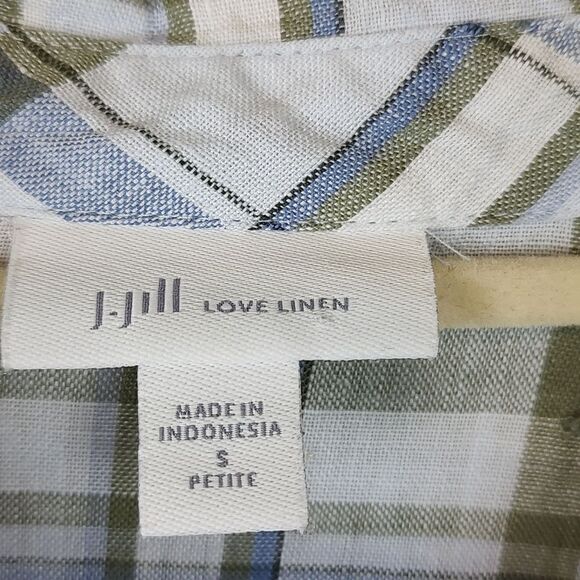 J.Jill LOVE LINEN
MADE IN
INDONESIA
S
PETITE